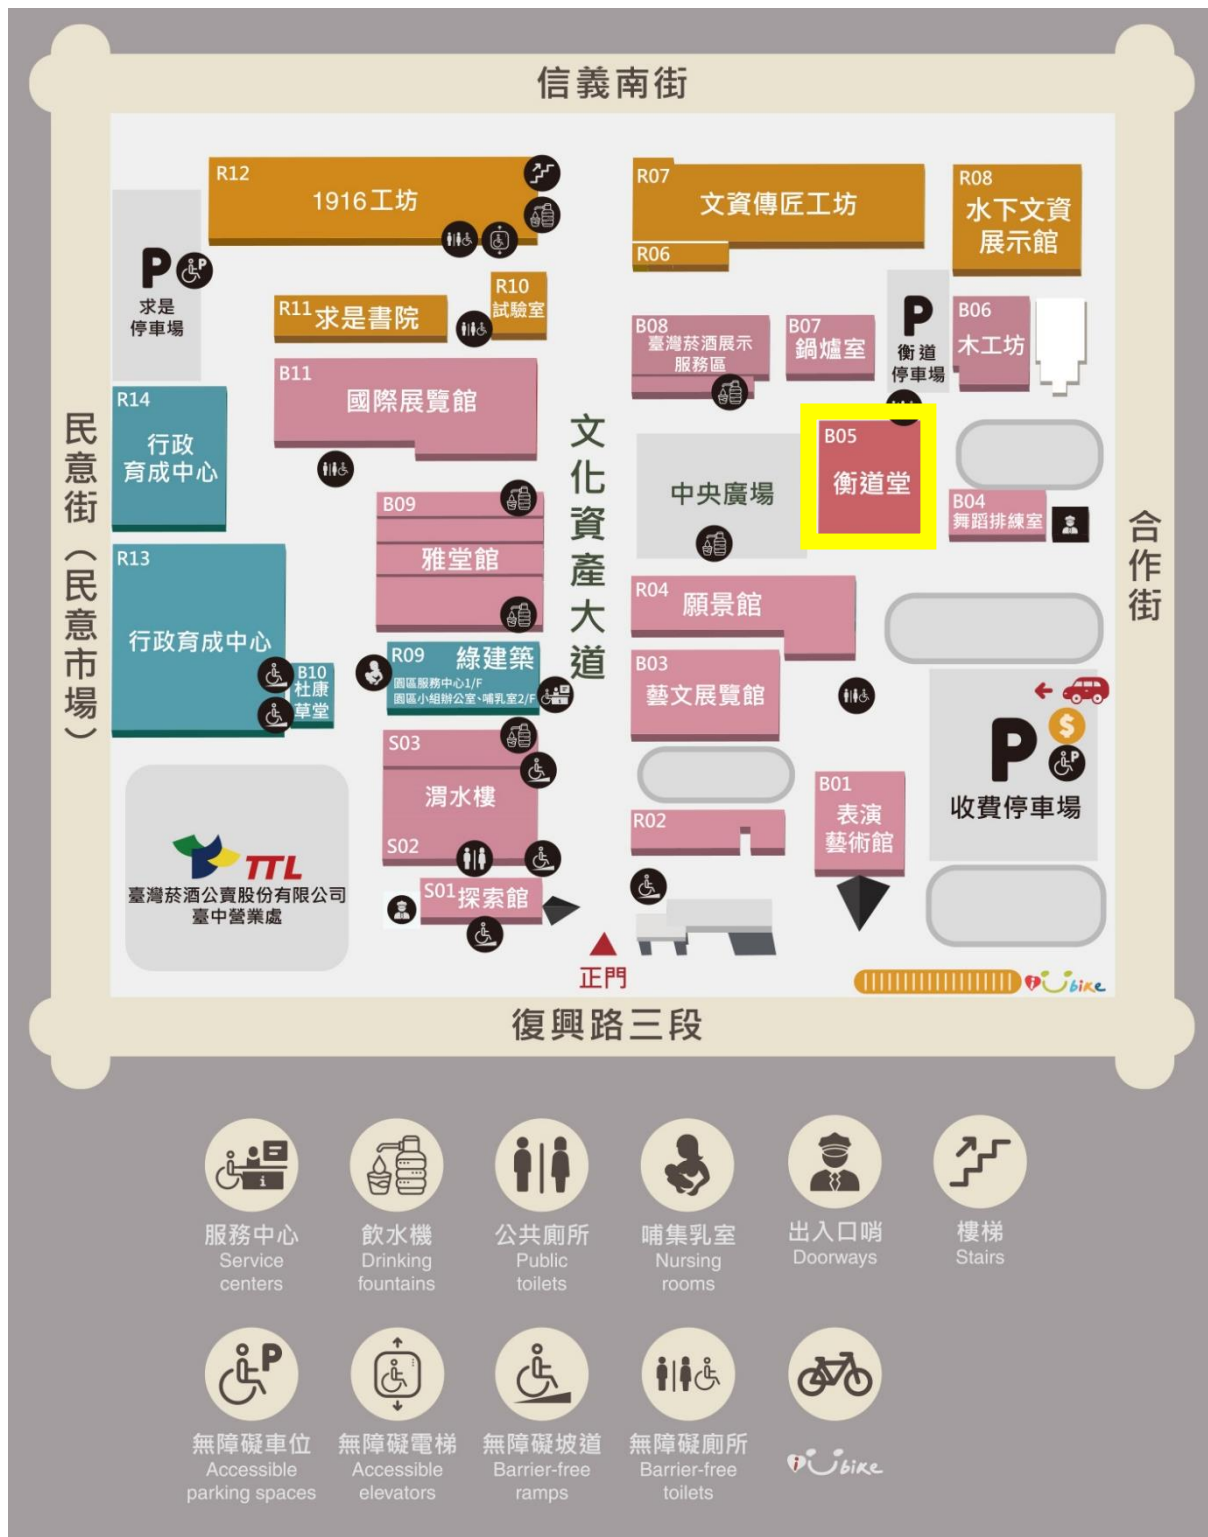 信義南街
R12
1916工坊
R07
文資傳匠工坊
R06
R08
水下文資
展示館
P
P
求是
停車場
R11 求是書院
R10
試驗室
B08
臺灣菸酒展示
服務區
B07
鍋爐室
P
衡道
停車場
B06
木工坊
B11
國際展覽館
R14
行政
育成中心
民意街（民意市場）
文化資產大道
合作街
中央廣場
B05
衡道堂
B04
舞蹈排練室
B09
雅堂館
R13
行政育成中心
B10
杜康
草堂
R09 綠建築
園區服務中心1/F
園區小組辦公室、哺乳室2/F
R04 願景館
B03
藝文展覽館
S03
渭水樓
S02
R02
B01
表演
藝術館
$
P
P
收費停車場
TTL
臺灣菸酒公賣股份有限公司
臺中營業處
S01 探索館
正門
i Ubike
復興路三段
i
服務中心
Service
centers
飲水機
Drinking
fountains
公共廁所
Public
toilets
哺集乳室
Nursing
rooms
出入口哨
Doorways
樓梯
Stairs
P
無障礙車位
Accessible
parking spaces
無障礙電梯
Accessible
elevators
無障礙坡道
Barrier-free
ramps
無障礙廁所
Barrier-free
toilets
i Ubike